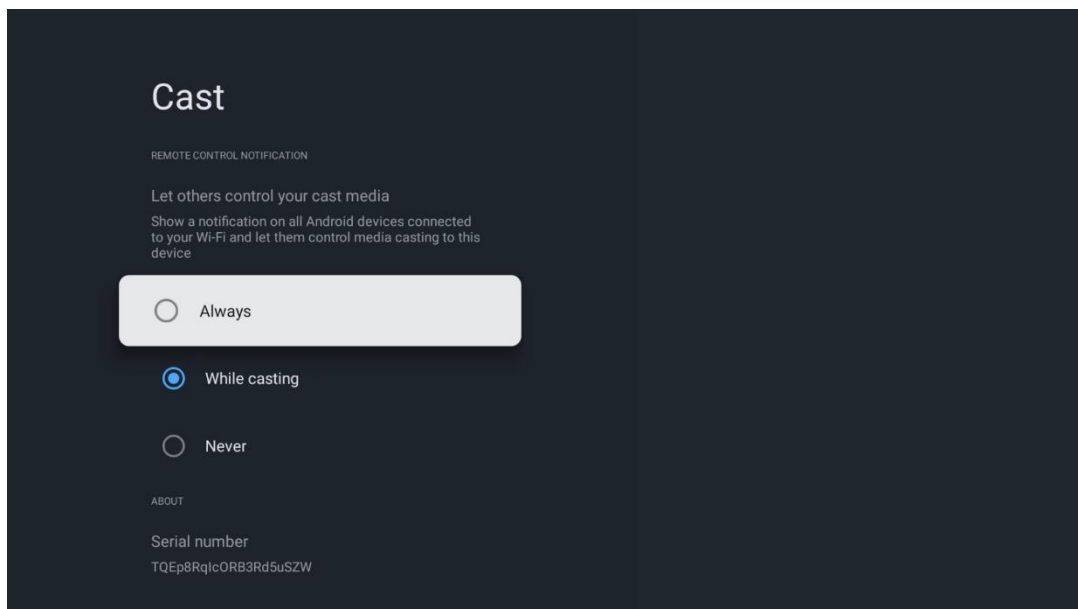 Cast
REMOTE CONTROL NOTIFICATION
Let others control your cast media
Show a notification on all Android devices connected
to your Wi-Fi and let them control media casting to this
device
Always
While casting
Never
ABOUT
Serial number
TQEp8RqIcORB3Rd5uSZW